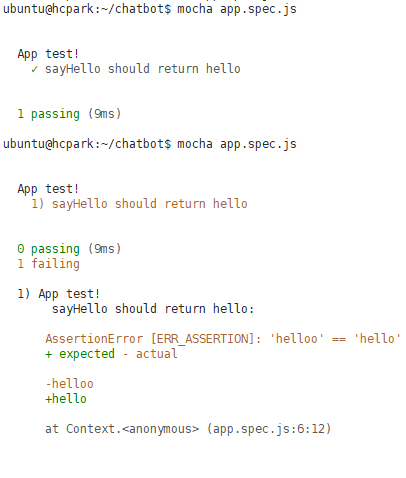 ubuntu@hcpark:~/chatbot$ mocha app.spec.js
App test!
✓ sayHello should return hello
1 passing (9ms)
ubuntu@hcpark:~/chatbot$ mocha app.spec.js
App test!
1) sayHello should return hello
0 passing (9ms)
1 failing
1) App test!
sayHello should return hello:
AssertionError [ERR_ASSERTION]: 'helloo' == 'hello'
+ expected - actual
-helloo
+hello
at Context.<anonymous> (app.spec.js:6:12)